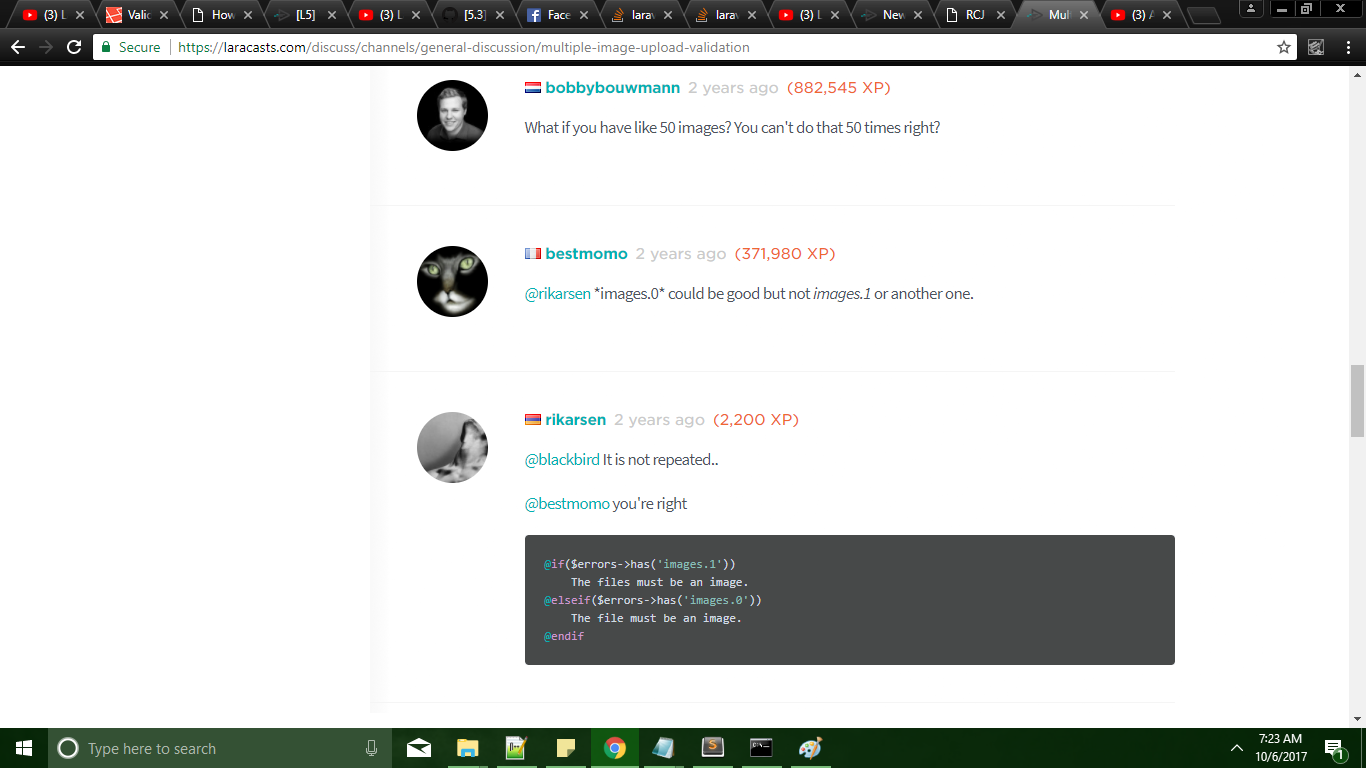 (3) L
Valic
How
[L5]
(3) L
[5.3]
Face
larav
larav
(3) L
New
RCJ
Mul
(3) A
Secure
https://laracasts.com/discuss/channels/general-discussion/multiple-image-upload-validation
bobbybouwmann 2 years ago (882,545 XP)
What if you have like 50 images? You can't do that 50 times right?
bestmomo 2 years ago (371,980 XP)
@rikarsen *images.0* could be good but not images.1 or another one.
rikarsen 2 years ago (2,200 XP)
@blackbird It is not repeated..
@bestmomo you're right
@if($errors->has('images.1'))
The files must be an image.
@elseif($errors->has('images.0'))
The file must be an image.
@endif
Type here to search
7:23 AM
10/6/2017
1